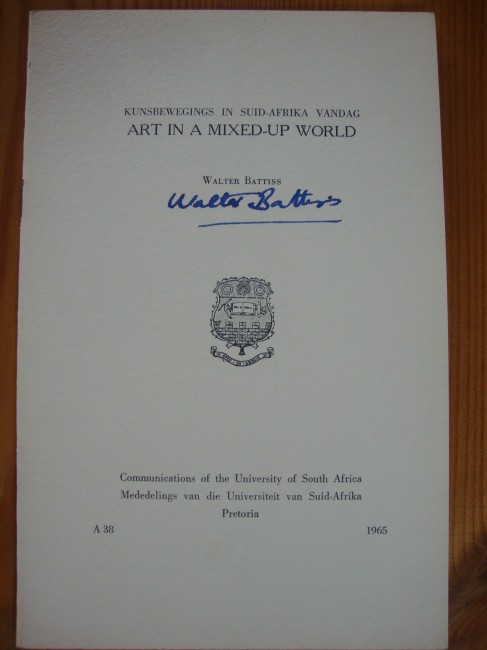 KUNSBEWEGINGS IN SUID-AFRIKA VANDAG
ART IN A MIXED-UP WORLD
WALTER BATTISS
Walter Battiss
Communications of the University of South Africa
Mededelings van die Universiteit van Suid-Afrika
Pretoria
A 38 1965